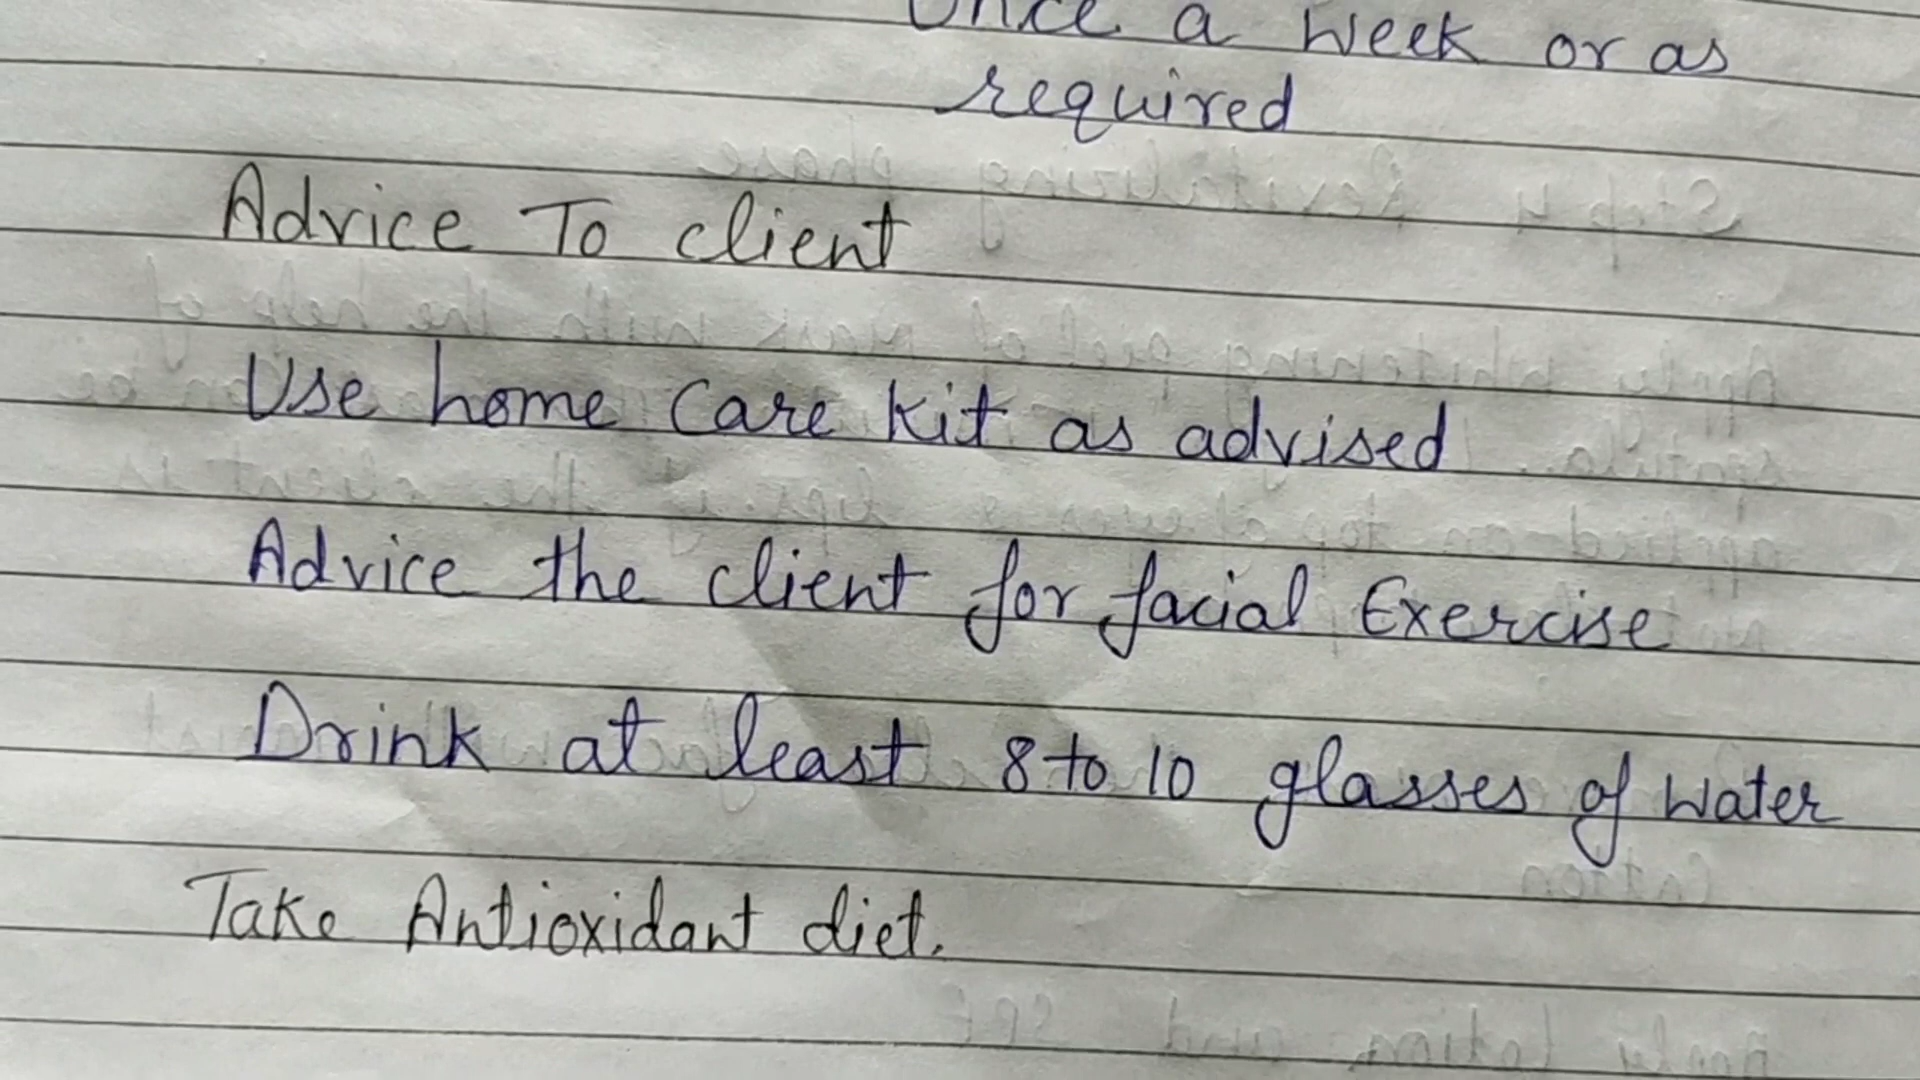 Once a Week or as
required
Advice To client
Use home Care Kit as advised
Advice the client for facial Exercise
Drink at least 8 to 10 glasses of Water
Take Antioxidant diet.